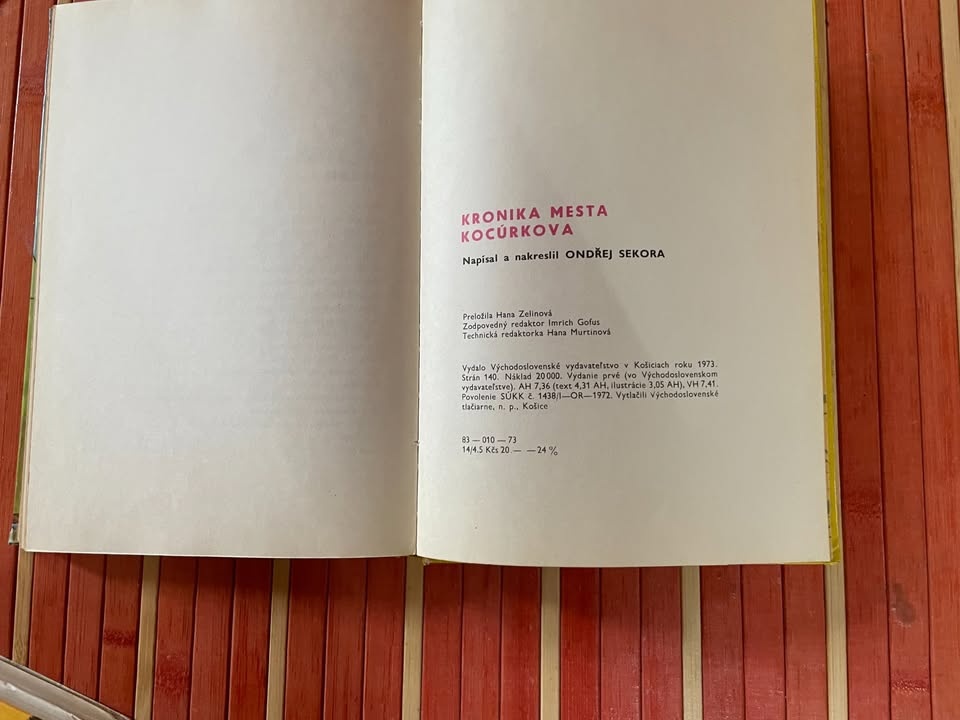 KRONIKA MESTA
KOCÚRKOVA
Napísal a nakreslil ONDŘEJ SEKORA
Preložila Hana Zelinová
Zodpovedný redaktor Imrich Gofus
Technická redaktorka Hana Murtinová
Vydalo Východoslovenské vydavateľstvo v Košiciach roku 1973.
Strán 140. Náklad 20 000. Vydanie prvé (vo Východoslovenskom
vydavateľstve). AH 7,36 (text 4,31 AH, ilustrácie 3,05 AH), VH 7,41.
Povolenie SÚKK č. 1438/I—OR—1972. Vytlačili Východoslovenské
tlačiarne, n. p., Košice
83 — 010 — 73
14/4.5 Kčs 20 — —24 %